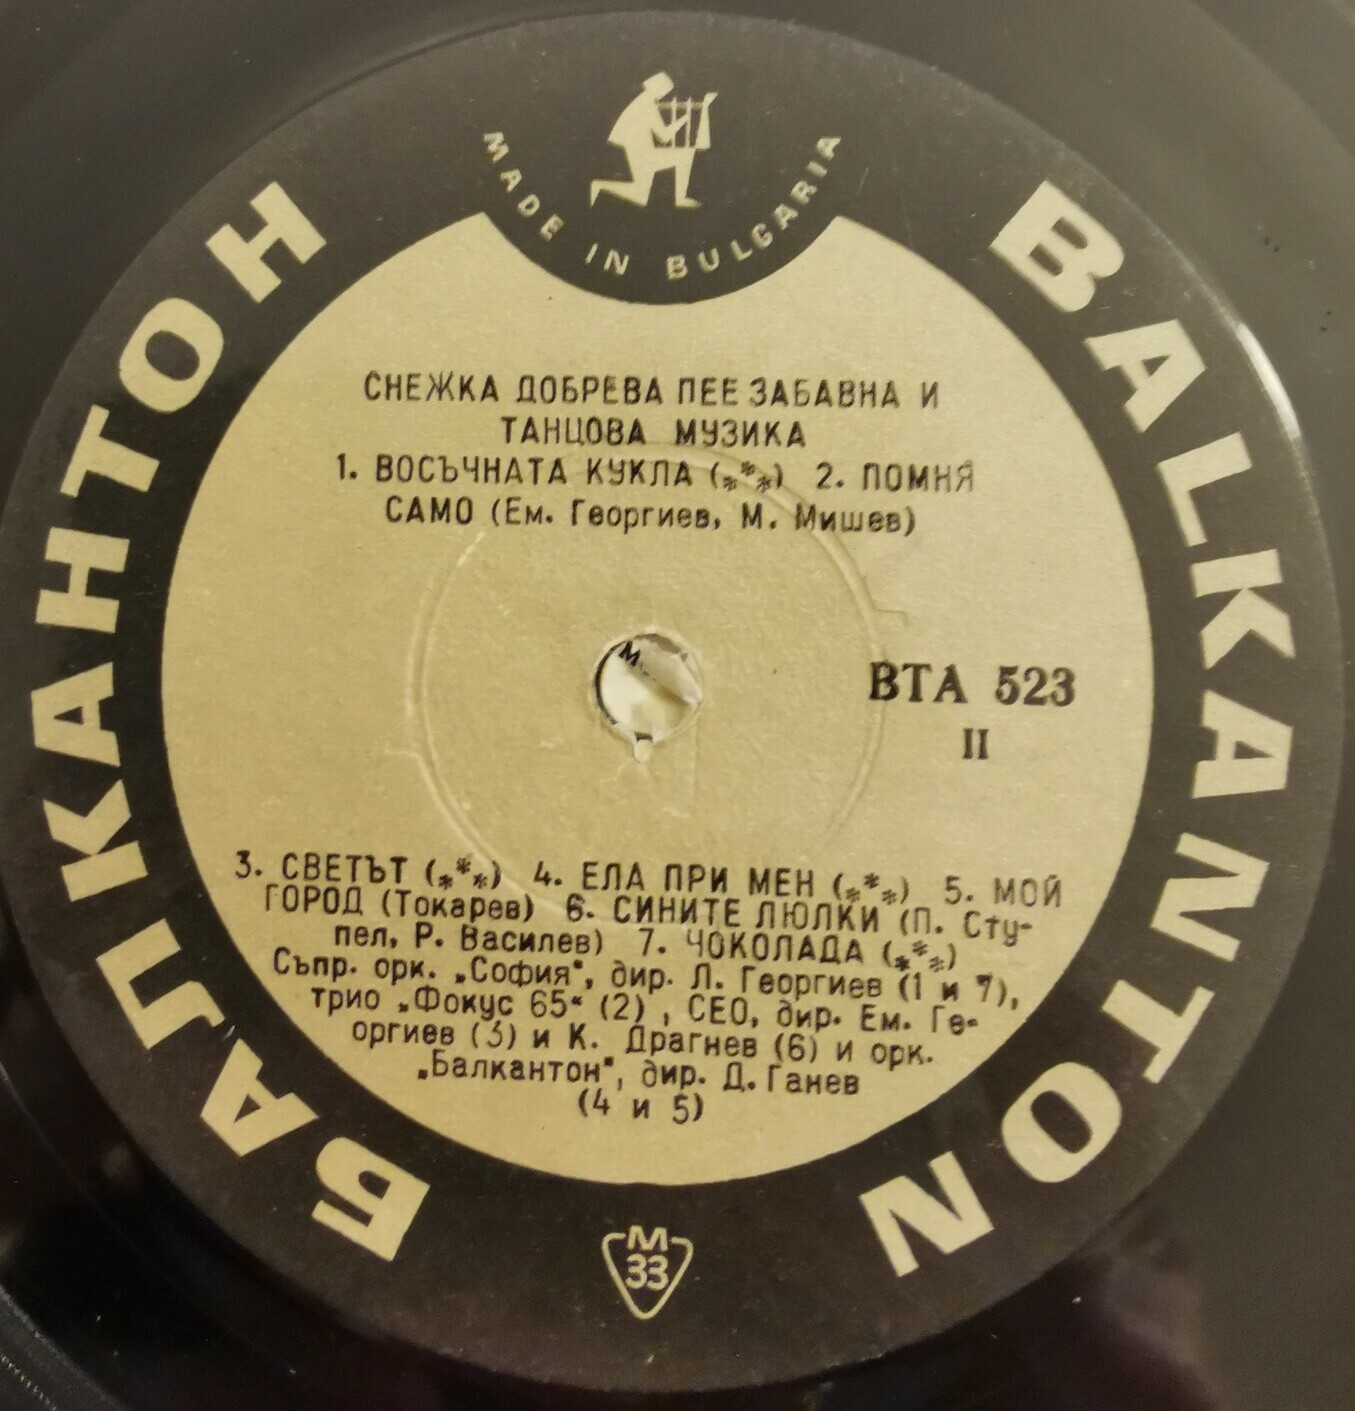 MADE IN BULGARIA
БАЛКАНТОН
BALKANTON
СНЕЖКА ДОБРЕВА ПЕЕ ЗАБАВНА И
ТАНЦОВА МУЗИКА
1. ВОСЪЧНАТА КУКЛА (***) 2. ПОМНЯ
САМО (Ем. Георгиев, М. Мишев)
ВТА 523
II
3. СВЕТЪТ (***) 4. ЕЛА ПРИ МЕН (***) 5. МОЙ
ГОРОД (Токарев) 6. СИНИТЕ ЛЮЛКИ (П. Сту-
пел, Р. Василев) 7. ЧОКОЛАДА (***)
Съпр. орк. „София“, дир. Л. Георгиев (1 и 7),
трио „Фокус 65“ (2) , СЕО, дир. Ем. Ге-
оргиев (3) и К. Драгнев (6) и орк.
„Балкантон“, дир. Д. Ганев
(4 и 5)
М
33